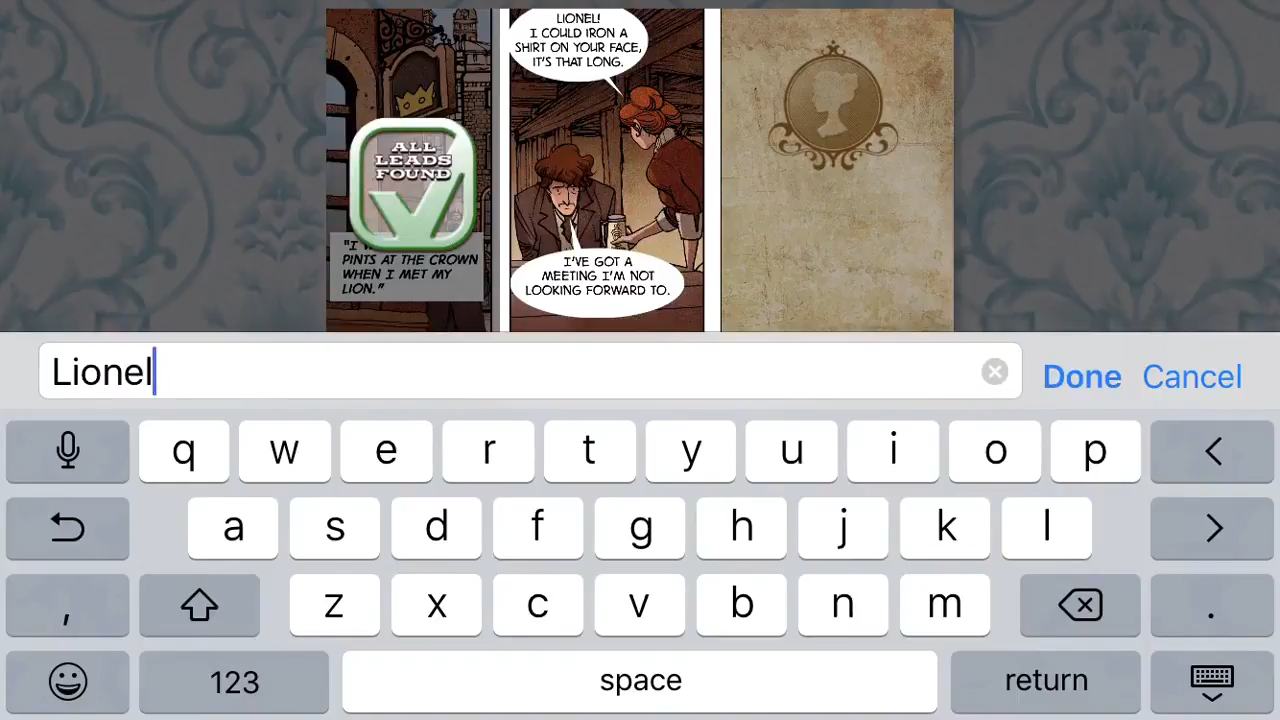 ALL
LEADS
FOUND
"I
PINTS AT THE CROWN
WHEN I MET MY
LION."
LIONEL!
I COULD IRON A
SHIRT ON YOUR FACE,
IT'S THAT LONG.
I'VE GOT A
MEETING I'M NOT
LOOKING FORWARD TO.
Lionel
Done Cancel
q w e r t y u i o p
a s d f g h j k l
, z x c v b n m .
123 space return